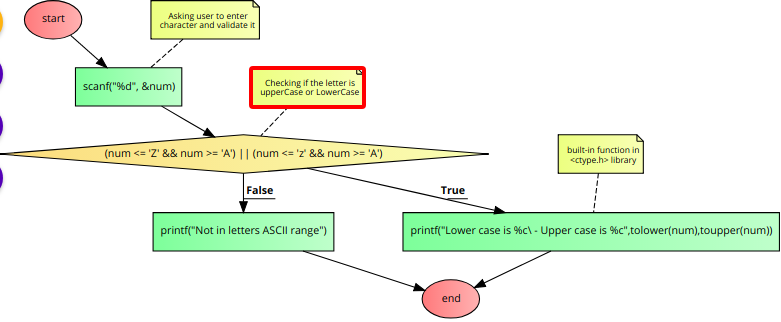 start
Asking user to enter
character and validate it
scanf("%d", &num)
Checking if the letter is
upperCase or LowerCase
(num <= 'Z' && num >= 'A') || (num <= 'z' && num >= 'A')
built-in function in
<ctype.h> library
False
True
printf("Not in letters ASCII range")
printf("Lower case is %c\ - Upper case is %c",tolower(num),toupper(num))
end